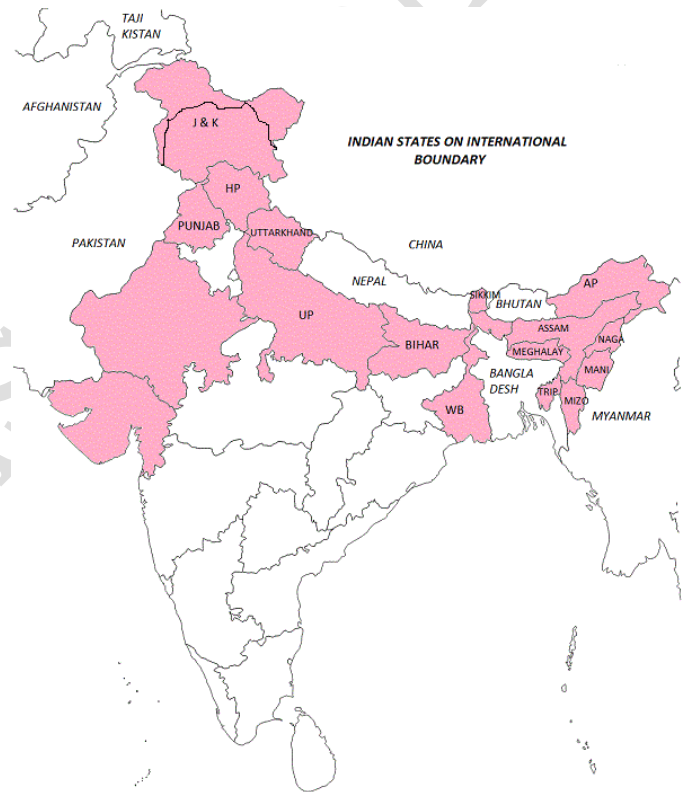 TAJI
KISTAN
AFGHANISTAN
J & K
INDIAN STATES ON INTERNATIONAL
BOUNDARY
HP
PUNJAB
UTTARKHAND
PAKISTAN
CHINA
NEPAL
SIKKIM
BHUTAN
AP
UP
ASSAM
NAGA
BIHAR
MEGHALAY
BANGLA
DESH
MANI
TRIP
MIZO
WB
MYANMAR